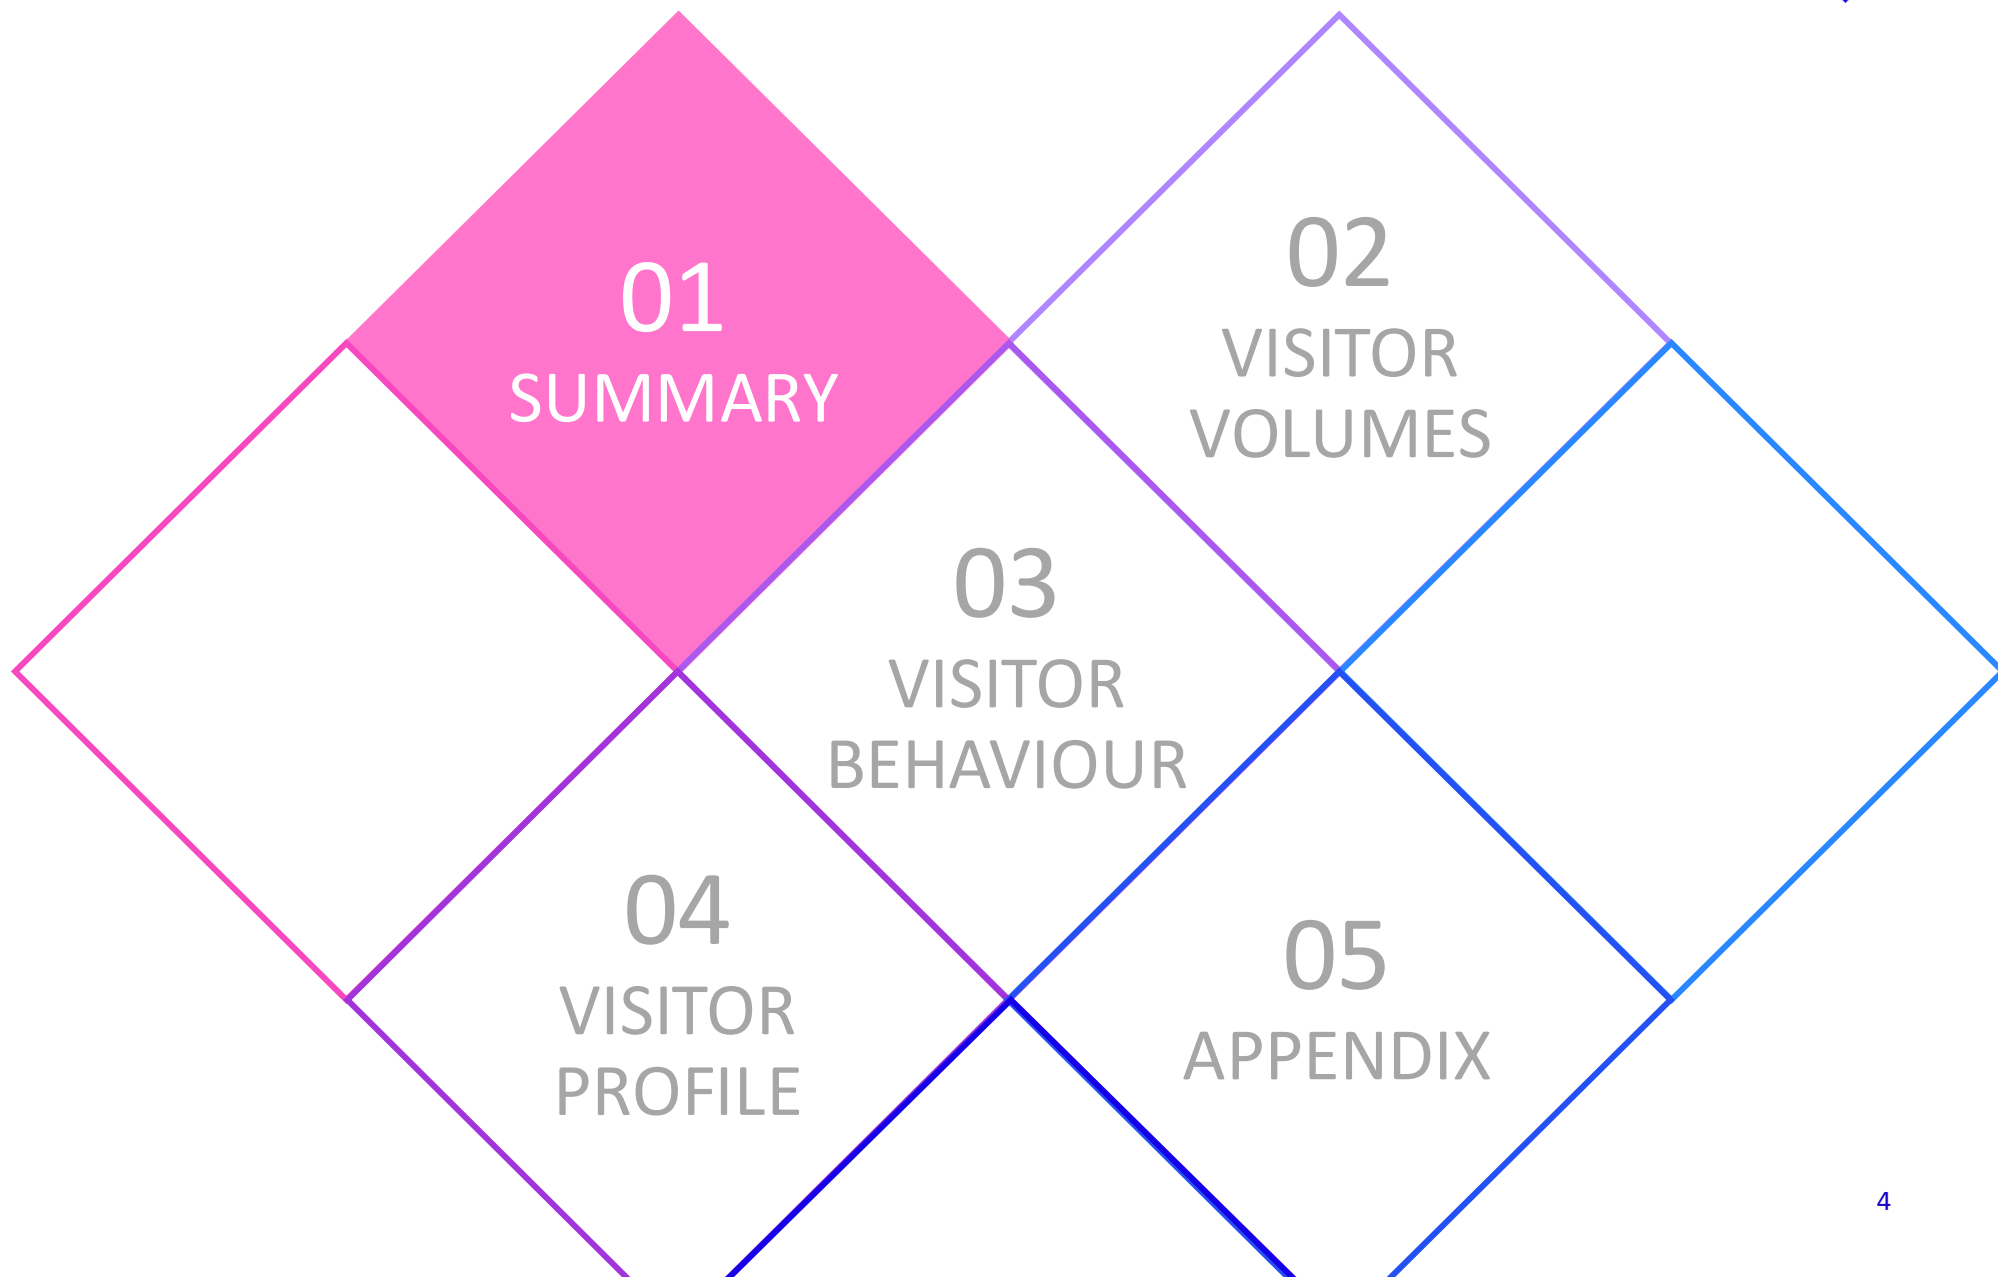 01
SUMMARY
02
VISITOR
VOLUMES
03
VISITOR
BEHAVIOUR
04
VISITOR
PROFILE
05
APPENDIX
4